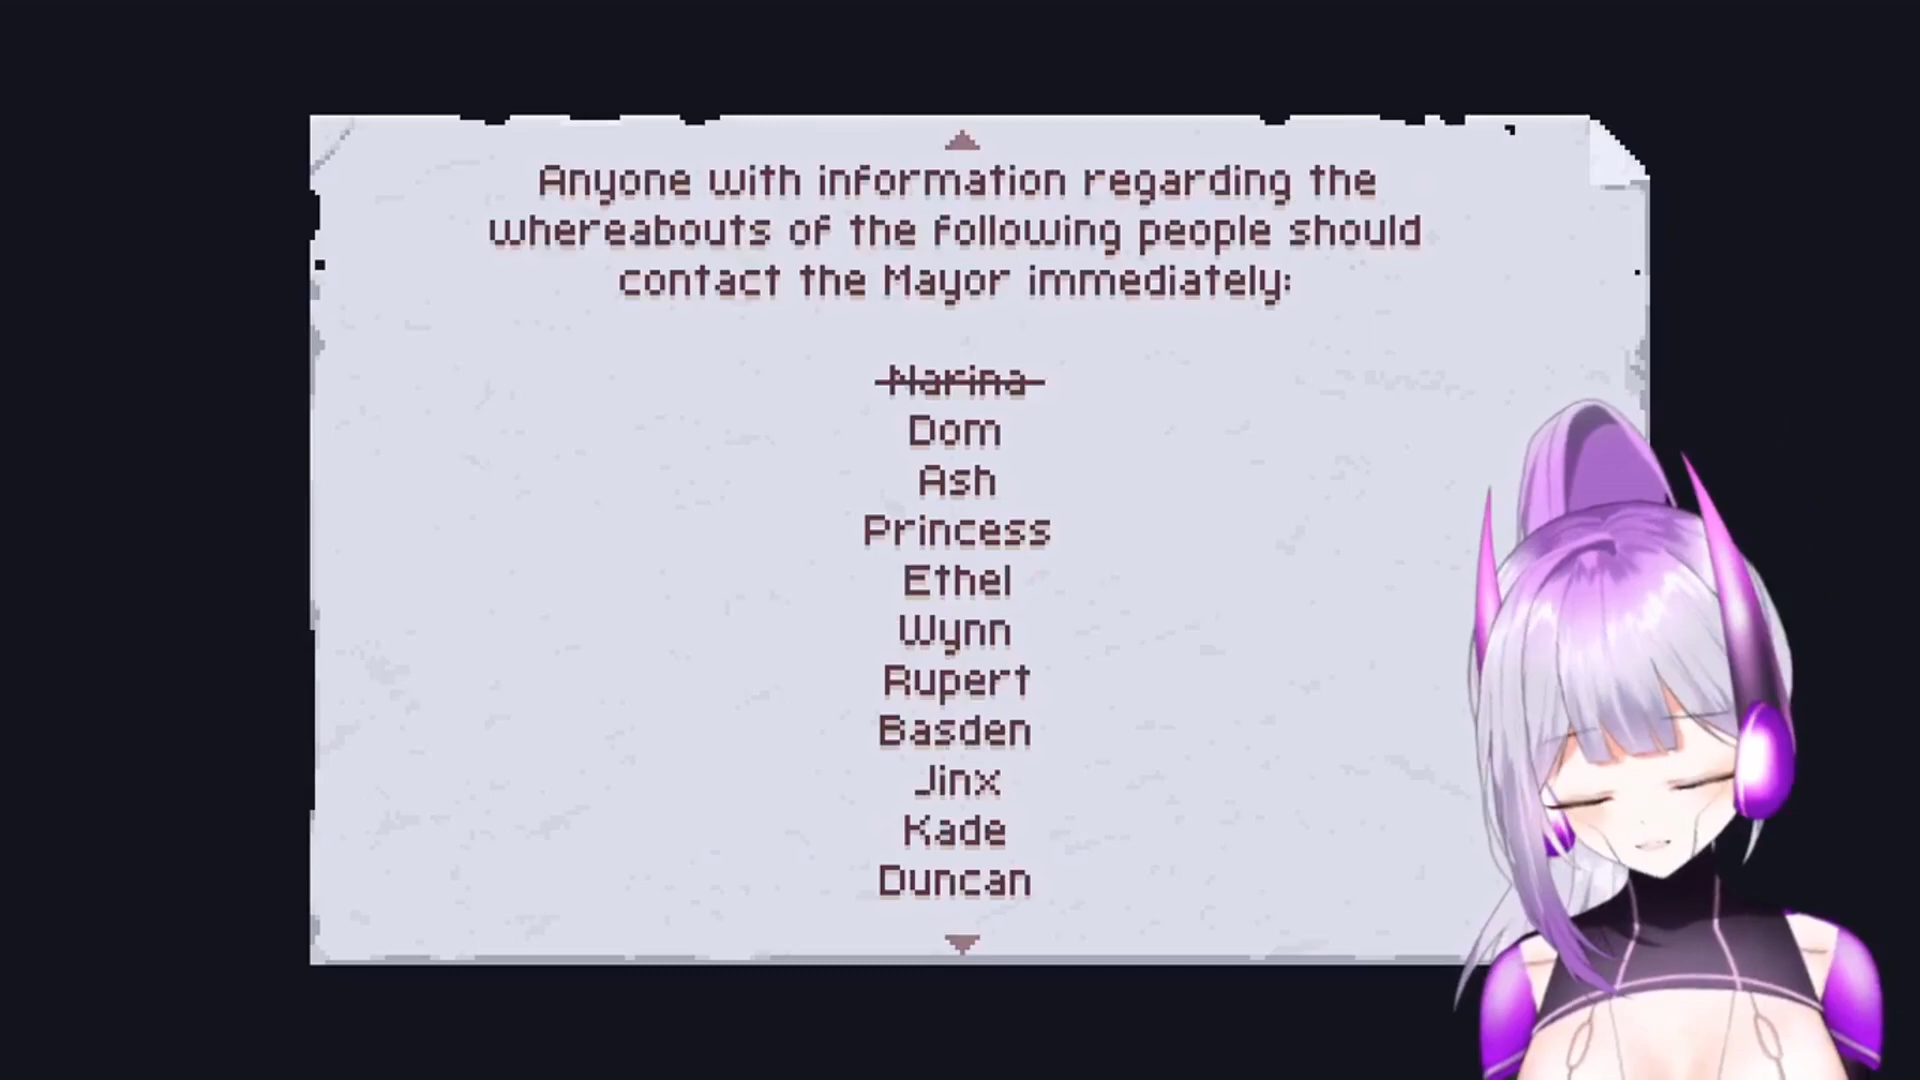 Anyone with information regarding the
whereabouts of the following people should
contact the Mayor immediately:
Narina
Dom
Ash
Princess
Ethel
Wynn
Rupert
Basden
Jinx
Kade
Duncan